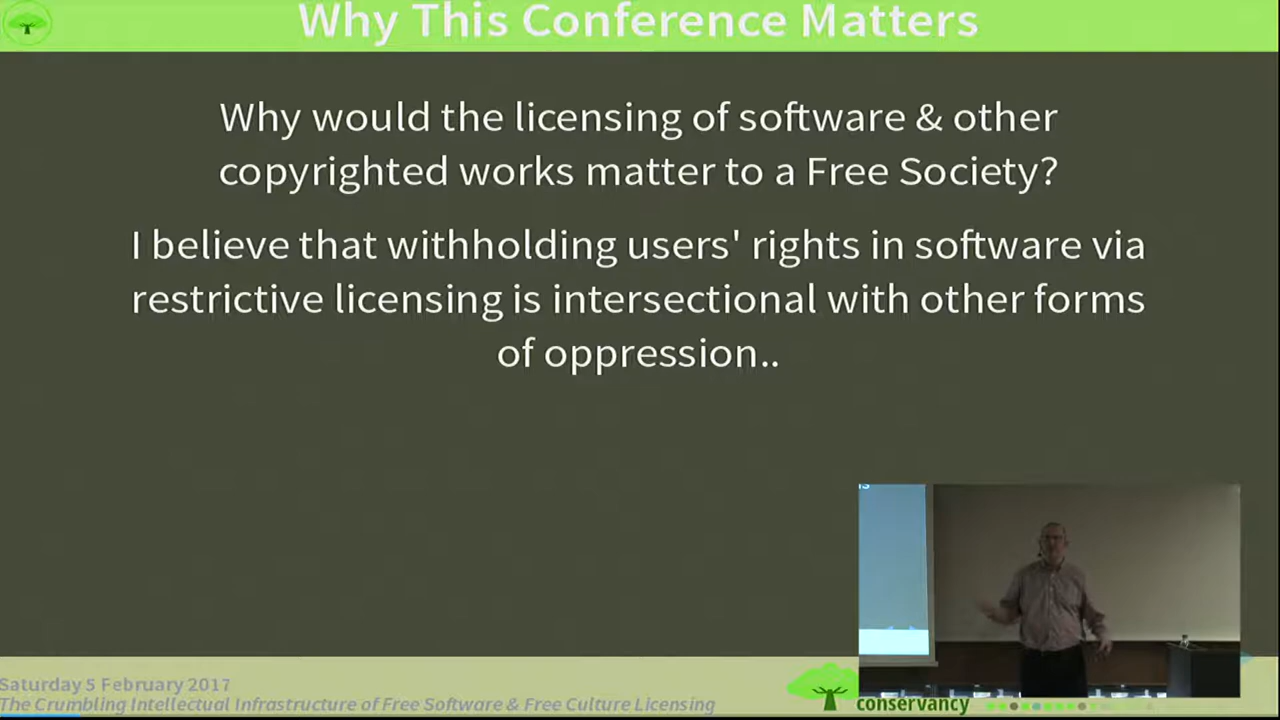 Why This Conference Matters
Why would the licensing of software & other
copyrighted works matter to a Free Society?
I believe that withholding users' rights in software via
restrictive licensing is intersectional with other forms
of oppression..
Saturday 5 February 2017
The Crumbling Intellectual Infrastructure of Free Software & Free Culture Licensing
conservancy